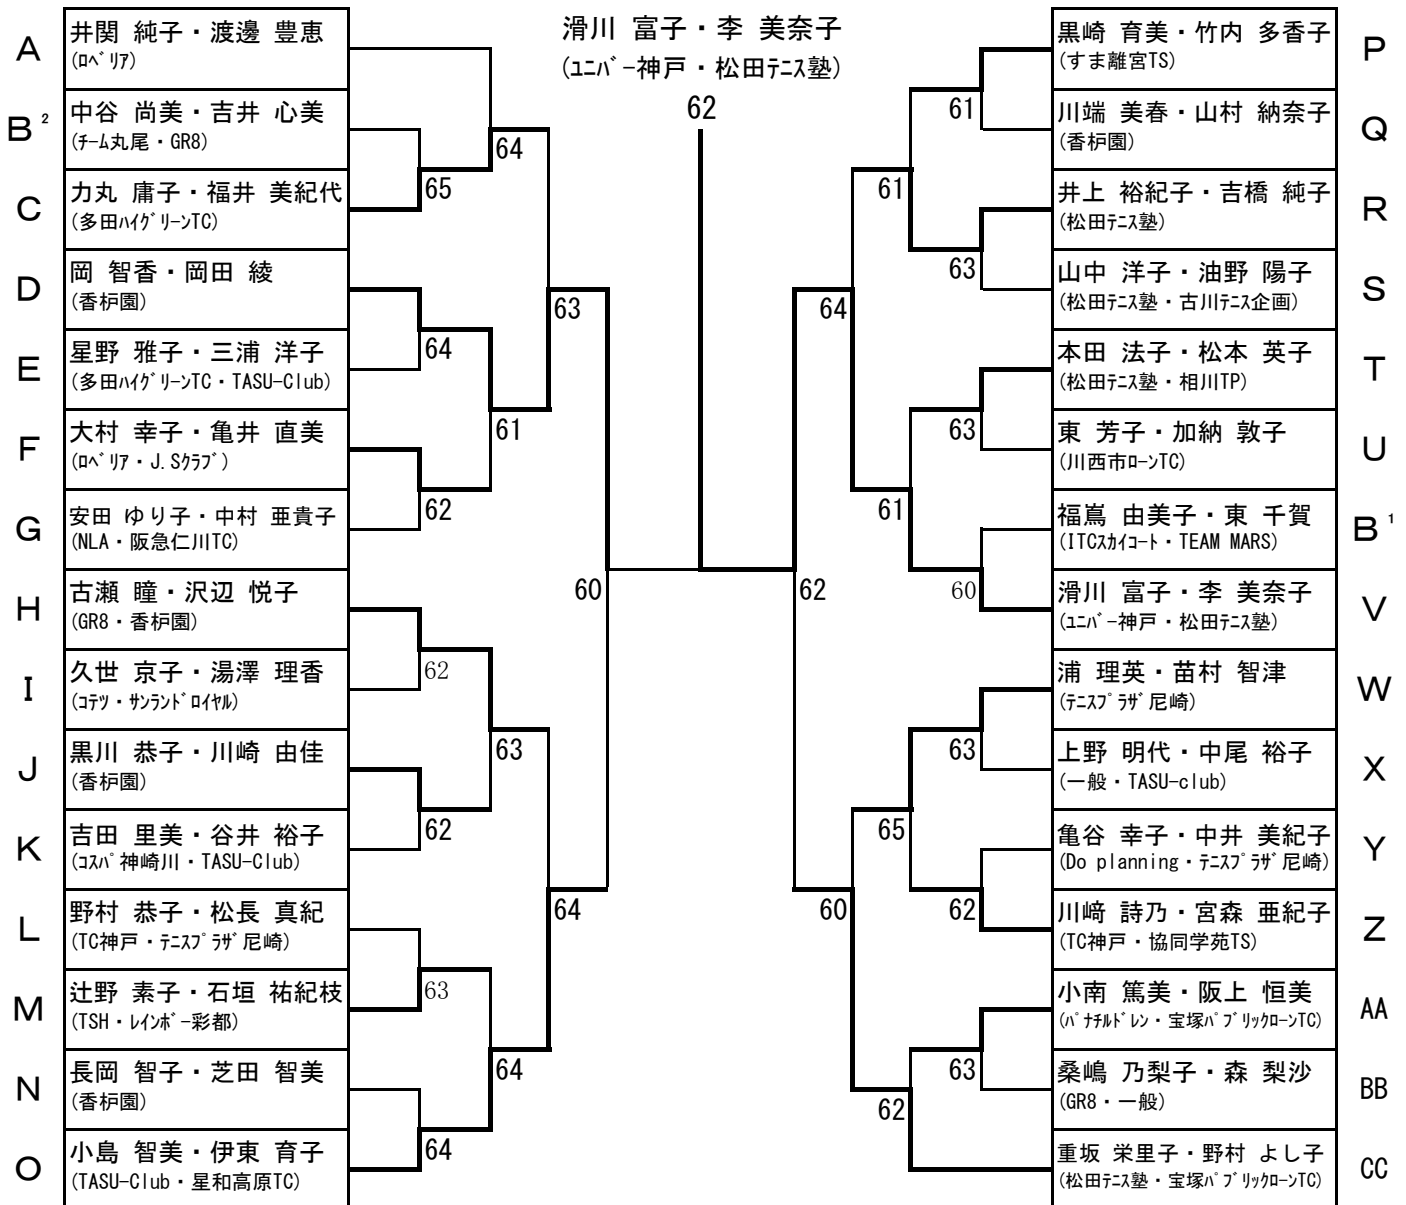 滑川 富子・李 美奈子
(ﾕﾆﾊﾞｰ神戸・松田ﾃﾆｽ塾)
62
A
井関 純子・渡邊 豊恵
(ﾛﾍﾞﾘｱ)
B²
中谷 尚美・吉井 心美
(ﾁｰﾑ丸尾・GR8)
C
力丸 庸子・福井 美紀代
(多田ﾊｲｸﾞﾘｰﾝTC)
D
岡 智香・岡田 綾
(香枦園)
E
星野 雅子・三浦 洋子
(多田ﾊｲｸﾞﾘｰﾝTC・TASU-Club)
F
大村 幸子・亀井 直美
(ﾛﾍﾞﾘｱ・J.Sｸﾗﾌﾞ)
G
安田 ゆり子・中村 亜貴子
(NLA・阪急仁川TC)
H
古瀬 瞳・沢辺 悦子
(GR8・香枦園)
I
久世 京子・湯澤 理香
(ｺﾃﾂ・ｻﾝﾗﾝﾄﾞﾛｲﾔﾙ)
J
黒川 恭子・川崎 由佳
(香枦園)
K
吉田 里美・谷井 裕子
(ｺｽﾊﾟ神崎川・TASU-Club)
L
野村 恭子・松長 真紀
(TC神戸・ﾃﾆｽﾌﾟﾗｻﾞ尼崎)
M
辻野 素子・石垣 祐紀枝
(TSH・ﾚｲﾝﾎﾞｰ彩都)
N
長岡 智子・芝田 智美
(香枦園)
O
小島 智美・伊東 育子
(TASU-Club・星和高原TC)
65
64
62
62
62
63
64
64
61
63
64
63
64
60
62
64
60
61
61
65
62
61
63
63
60
63
62
63
黒崎 育美・竹内 多香子
(すま離宮TS)
P
川端 美春・山村 納奈子
(香枦園)
Q
井上 裕紀子・吉橋 純子
(松田ﾃﾆｽ塾)
R
山中 洋子・油野 陽子
(松田ﾃﾆｽ塾・古川ﾃﾆｽ企画)
S
本田 法子・松本 英子
(松田ﾃﾆｽ塾・相川TP)
T
東 芳子・加納 敦子
(川西市ﾛｰﾝTC)
U
福嶌 由美子・東 千賀
(ITCｽｶｲｺｰﾄ・TEAM MARS)
B¹
滑川 富子・李 美奈子
(ﾕﾆﾊﾞｰ神戸・松田ﾃﾆｽ塾)
V
浦 理英・苗村 智津
(ﾃﾆｽﾌﾟﾗｻﾞ尼崎)
W
上野 明代・中尾 裕子
(一般・TASU-club)
X
亀谷 幸子・中井 美紀子
(Do planning・ﾃﾆｽﾌﾟﾗｻﾞ尼崎)
Y
川﨑 詩乃・宮森 亜紀子
(TC神戸・協同学苑TS)
Z
小南 篤美・阪上 恒美
(ﾊﾟﾅﾁﾙﾄﾞﾚﾝ・宝塚ﾊﾟﾌﾞﾘｯｸﾛｰﾝTC)
AA
桑嶋 乃梨子・森 梨沙
(GR8・一般)
BB
重坂 栄里子・野村 よし子
(松田ﾃﾆｽ塾・宝塚ﾊﾟﾌﾞﾘｯｸﾛｰﾝTC)
CC